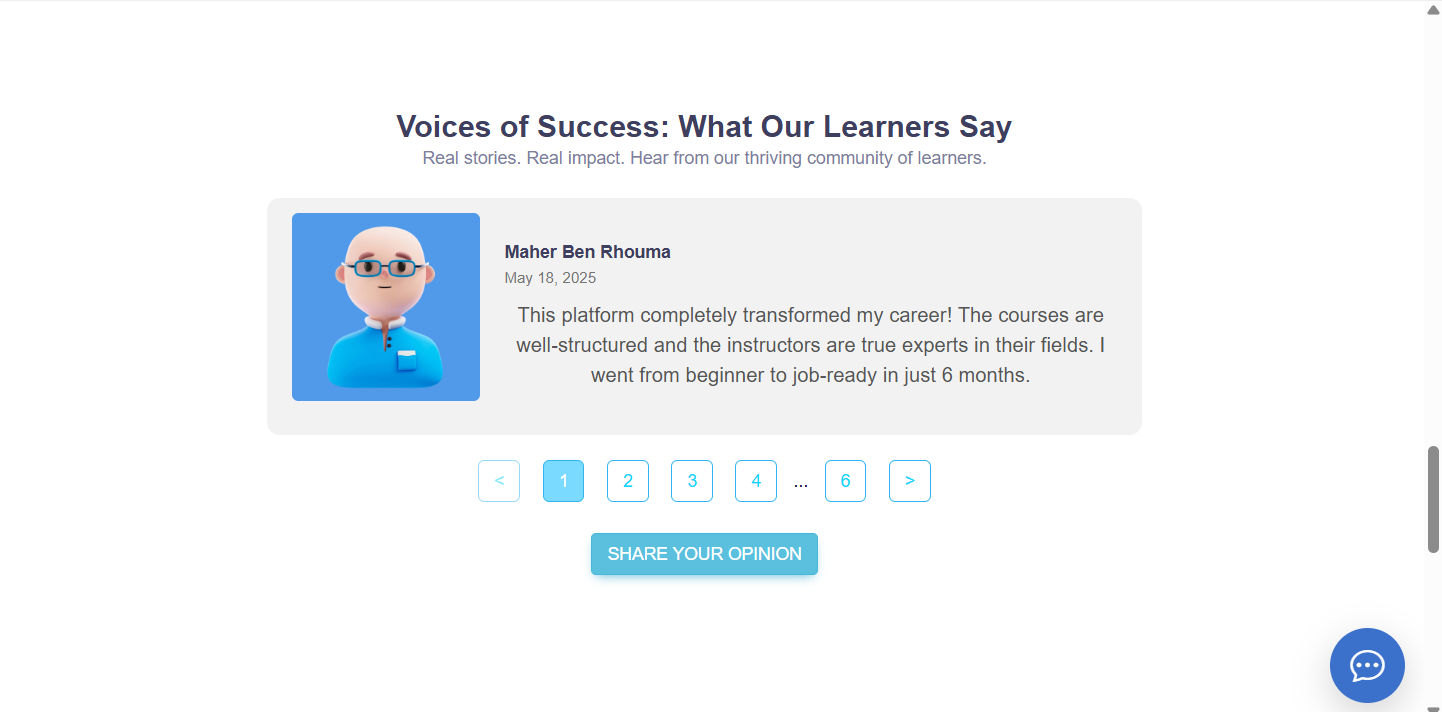 Voices of Success: What Our Learners Say
Real stories. Real impact. Hear from our thriving community of learners.
Maher Ben Rhouma
May 18, 2025
This platform completely transformed my career! The courses are
well-structured and the instructors are true experts in their fields. I
went from beginner to job-ready in just 6 months.
< 1 2 3 4 ... 6 >
SHARE YOUR OPINION